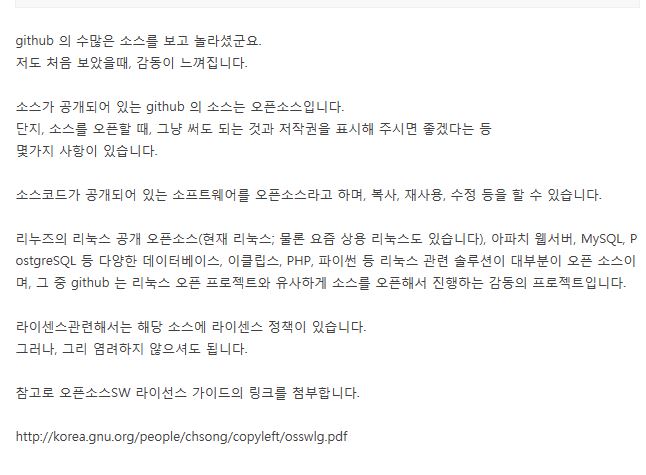 github 의 수많은 소스를 보고 놀라셨군요.
저도 처음 보았을때, 감동이 느껴집니다.
소스가 공개되어 있는 github 의 소스는 오픈소스입니다.
단지, 소스를 오픈할 때, 그냥 써도 되는 것과 저작권을 표시해 주시면 좋겠다는 등
몇가지 사항이 있습니다.
소스코드가 공개되어 있는 소프트웨어를 오픈소스라고 하며, 복사, 재사용, 수정 등을 할 수 있습니다.
리누즈의 리눅스 공개 오픈소스(현재 리눅스; 물론 요즘 상용 리눅스도 있습니다), 아파치 웹서버, MySQL, P
ostgreSQL 등 다양한 데이터베이스, 이클립스, PHP, 파이썬 등 리눅스 관련 솔루션이 대부분이 오픈 소스이
며, 그 중 github 는 리눅스 오픈 프로젝트와 유사하게 소스를 오픈해서 진행하는 감동의 프로젝트입니다.
라이센스관련해서는 해당 소스에 라이센스 정책이 있습니다.
그러나, 그리 염려하지 않으셔도 됩니다.
참고로 오픈소스SW 라이선스 가이드의 링크를 첨부합니다.
http://korea.gnu.org/people/chsong/copyleft/osswlg.pdf